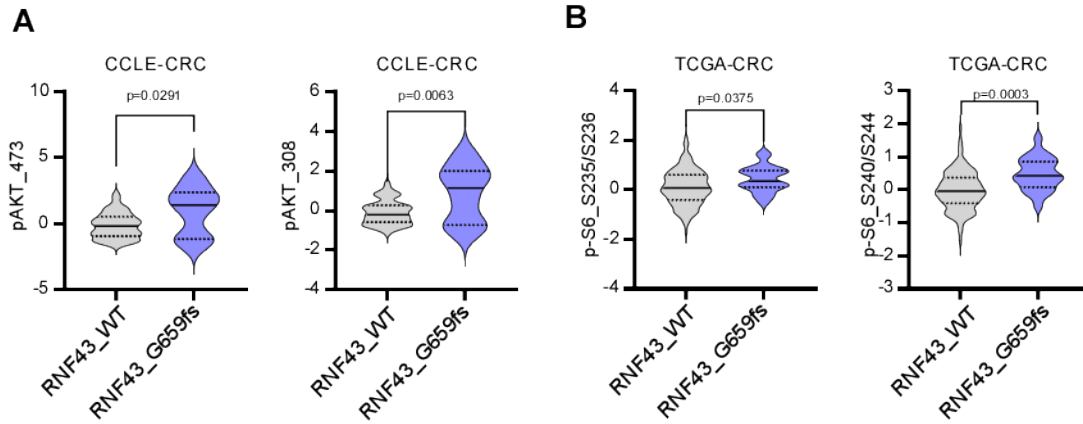 A
B
CCLE-CRC
p=0.0291
pAKT_473
10
5
0
-5
RNF43_WT
RNF43_G659fs
CCLE-CRC
p=0.0063
pAKT_308
6
4
2
0
-2
-4
RNF43_WT
RNF43_G659fs
TCGA-CRC
p=0.0375
p-S6_S235/S236
4
2
0
-2
-4
RNF43_WT
RNF43_G659fs
TCGA-CRC
p=0.0003
p-S6_S240/S244
3
2
1
0
-1
-2
-3
RNF43_WT
RNF43_G659fs